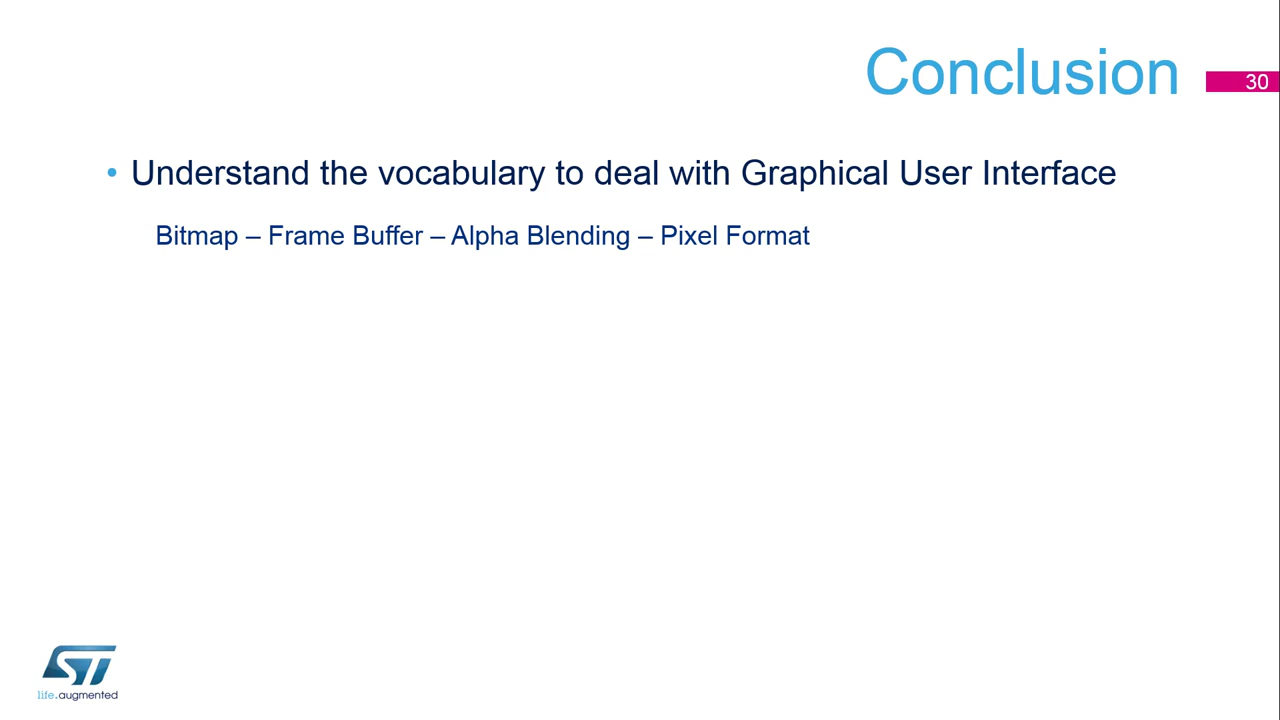 Conclusion
30
• Understand the vocabulary to deal with Graphical User Interface
Bitmap – Frame Buffer – Alpha Blending – Pixel Format
ST
life.augmented